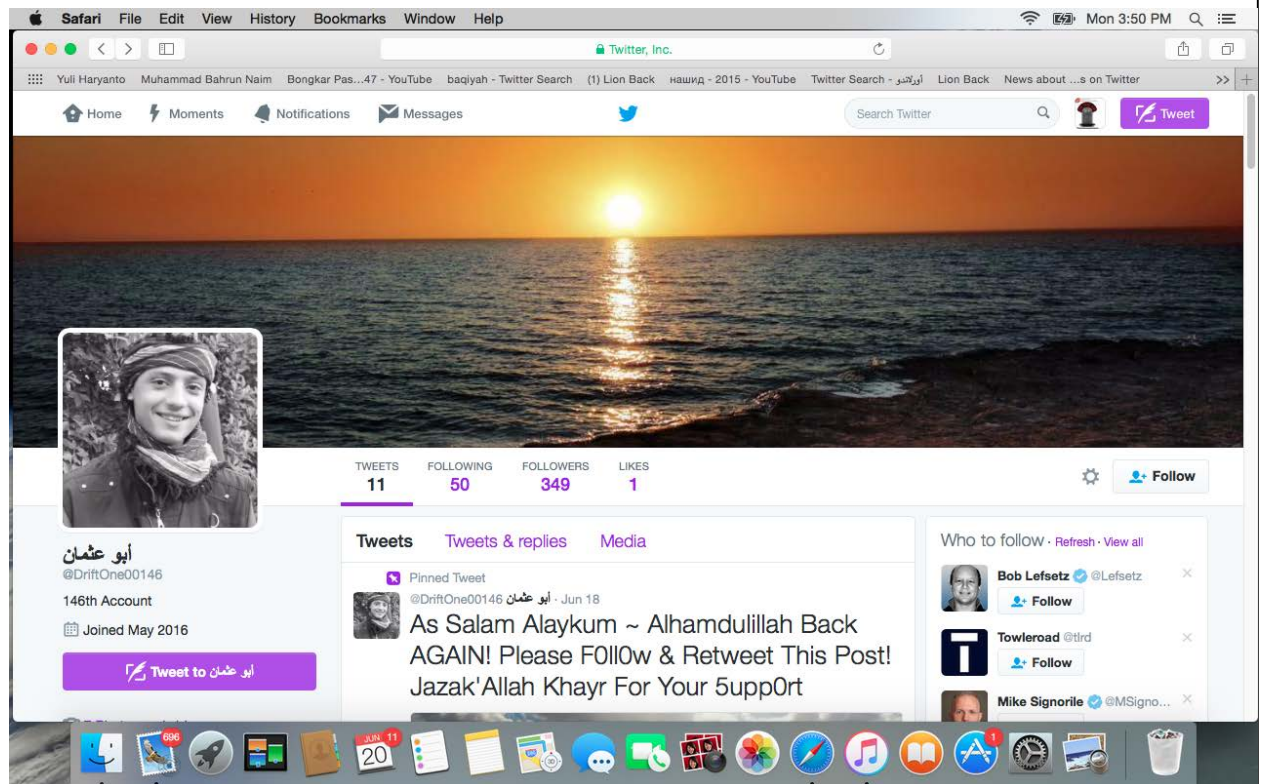 Safari File Edit View History Bookmarks Window Help Mon 3:50 PM
Twitter, Inc.
Yuli Haryanto Muhammad Bahrun Naim Bongkar Pas...47 - YouTube baqiyah - Twitter Search (1) Lion Back нашид - 2015 - YouTube Twitter Search - أورلاندو Lion Back News about ...s on Twitter >>
Home Moments Notifications Messages Search Twitter Tweet
TWEETS FOLLOWING FOLLOWERS LIKES
11 50 349 1
Follow
أبو عثمان
@DriftOne00146
146th Account
Joined May 2016
Tweet to أبو عثمان
Tweets Tweets & replies Media
Pinned Tweet
@DriftOne00146 أبو عثمان · Jun 18
As Salam Alaykum ~ Alhamdulillah Back
AGAIN! Please F0ll0w & Retweet This Post!
Jazak'Allah Khayr For Your 5upp0rt
Who to follow · Refresh · View all
Bob Lefsetz @Lefsetz
Follow
Towleroad @tlrd
Follow
Mike Signorile @MSigno...
696
JUN 11
20
1